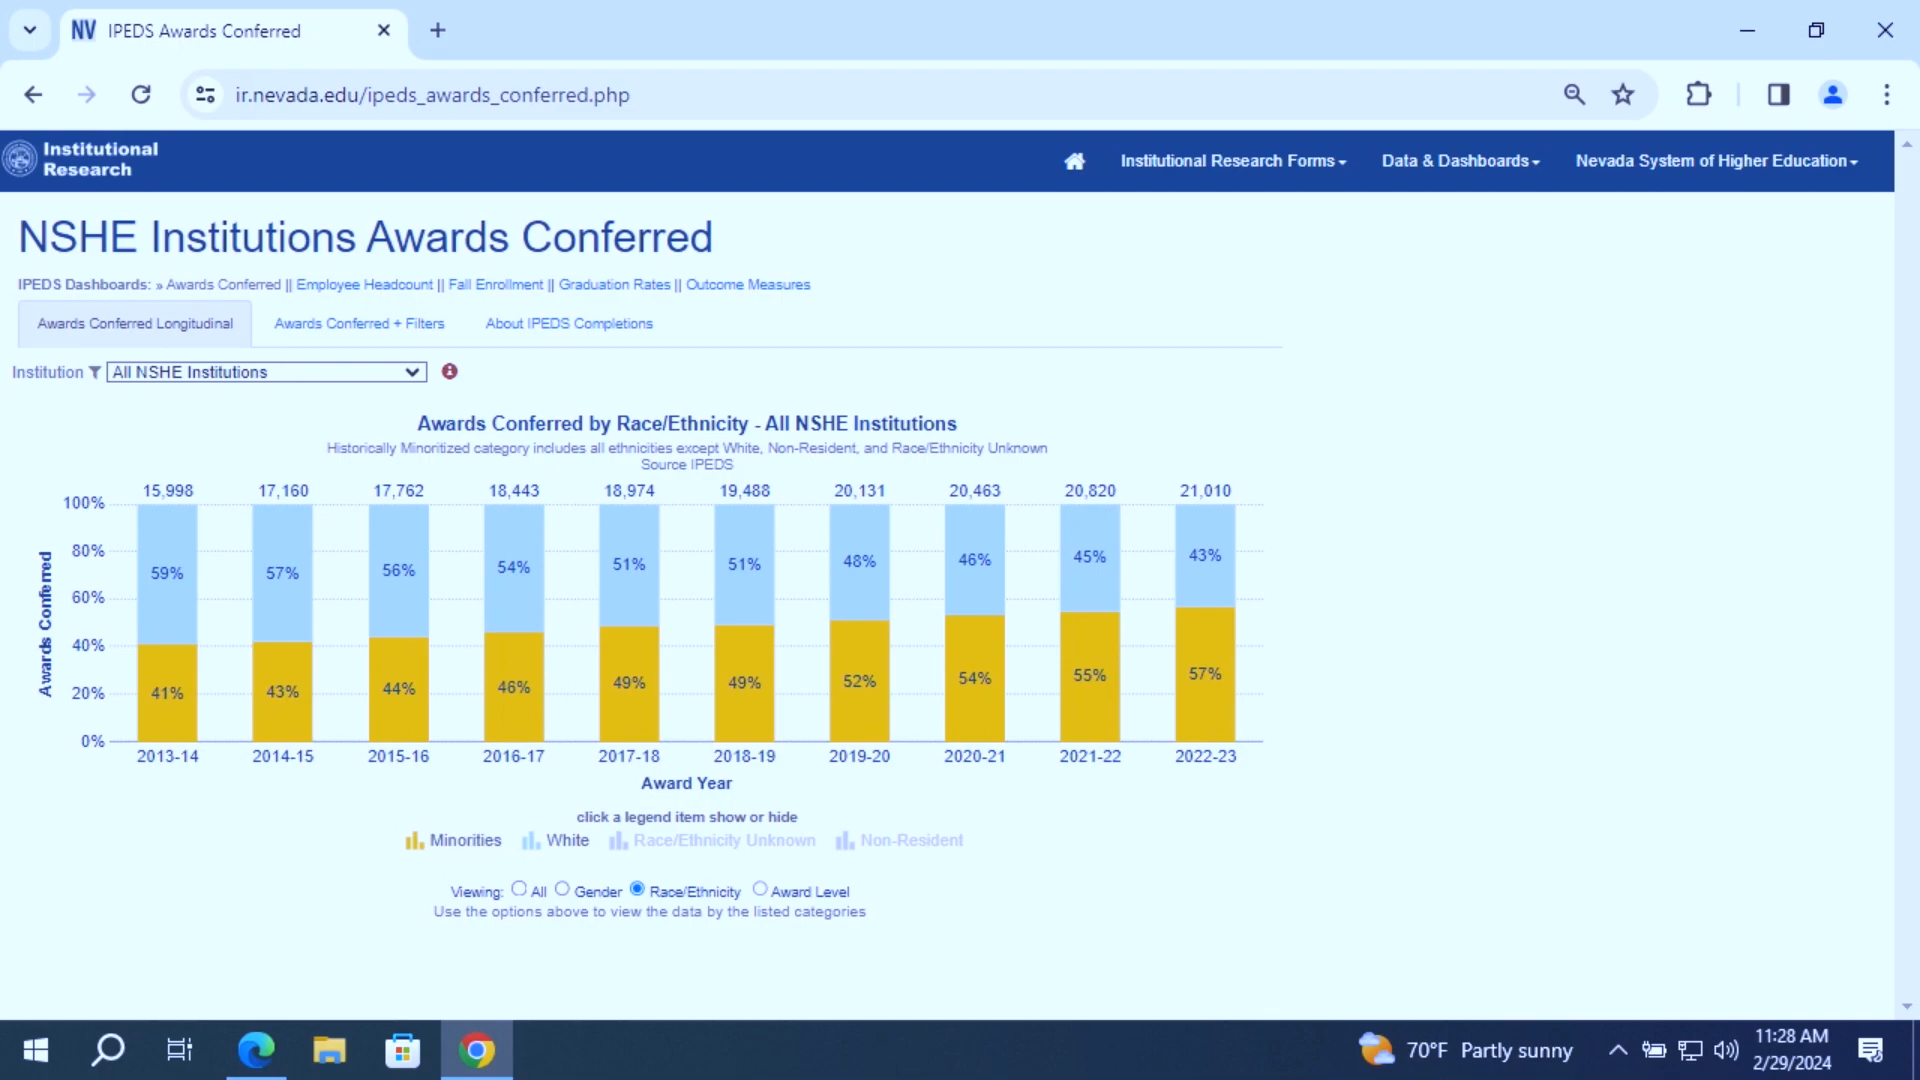 NV IPEDS Awards Conferred
ir.nevada.edu/ipeds_awards_conferred.php
Institutional
Research
Institutional Research Forms Data & Dashboards Nevada System of Higher Education
NSHE Institutions Awards Conferred
IPEDS Dashboards: » Awards Conferred || Employee Headcount || Fall Enrollment || Graduation Rates || Outcome Measures
Awards Conferred Longitudinal Awards Conferred + Filters About IPEDS Completions
Institution All NSHE Institutions
Awards Conferred by Race/Ethnicity - All NSHE Institutions
Historically Minoritized category includes all ethnicities except White, Non-Resident, and Race/Ethnicity Unknown
Source IPEDS
15,998 17,160 17,762 18,443 18,974 19,488 20,131 20,463 20,820 21,010
100%
80%
60%
40%
20%
0%
Awards Conferred
59% 57% 56% 54% 51% 51% 48% 46% 45% 43%
41% 43% 44% 46% 49% 49% 52% 54% 55% 57%
2013-14 2014-15 2015-16 2016-17 2017-18 2018-19 2019-20 2020-21 2021-22 2022-23
Award Year
click a legend item show or hide
Minorities White Race/Ethnicity Unknown Non-Resident
Viewing: All Gender Race/Ethnicity Award Level
Use the options above to view the data by the listed categories
70°F Partly sunny
11:28 AM
2/29/2024